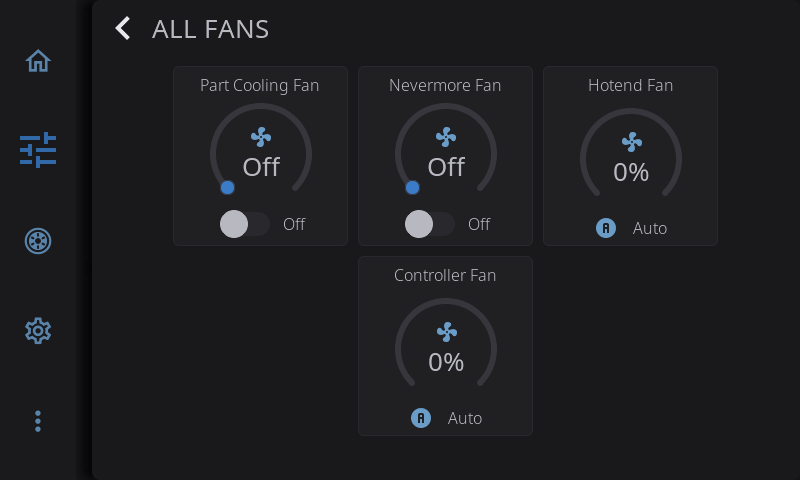 ALL FANS
Part Cooling Fan
Off
Off
Nevermore Fan
Off
Off
Hotend Fan
0%
A Auto
Controller Fan
0%
A Auto